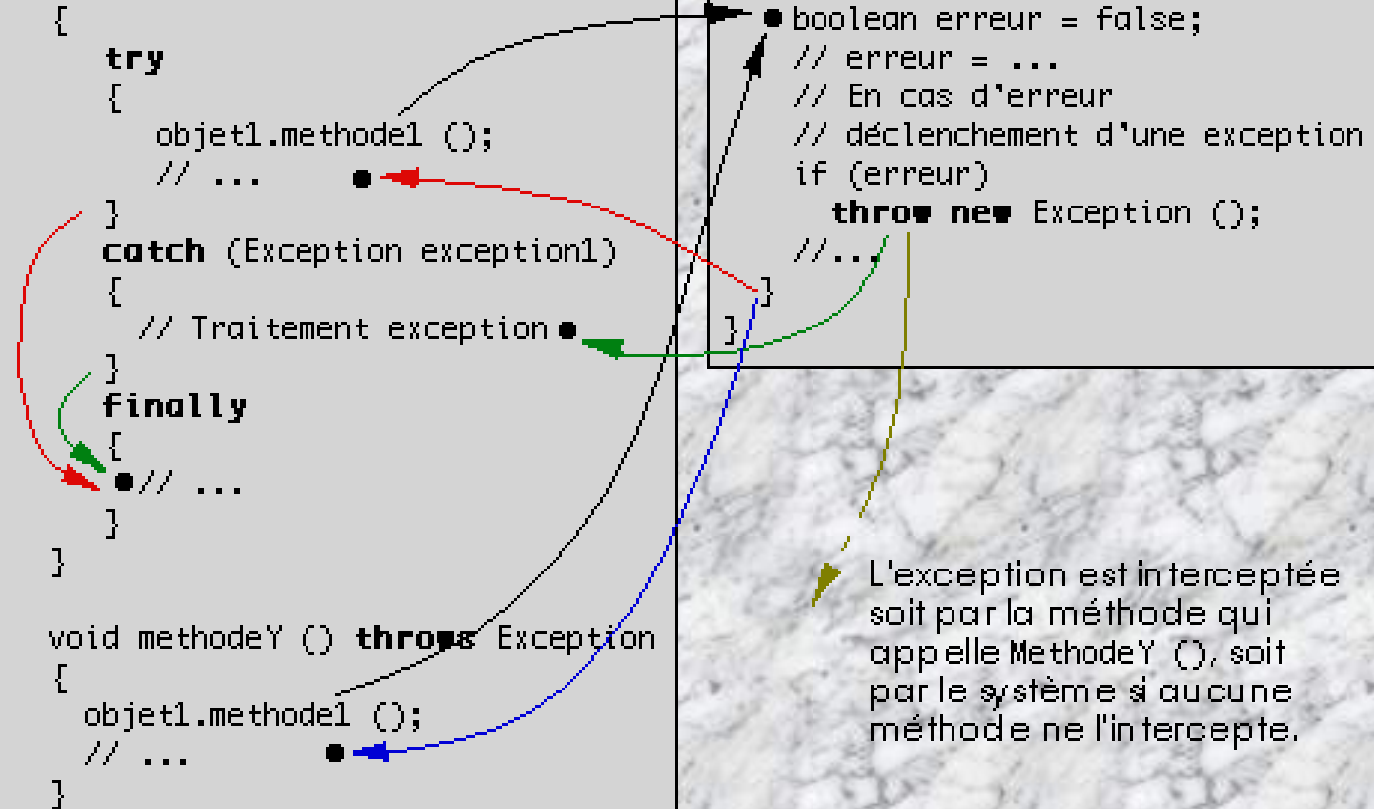 {
try
{
objet1.methode1 ();
// ...
}
catch (Exception exception1)
{
// Traitement exception
}
finally
{
// ...
}
}
void methodeY () throws Exception
{
objet1.methode1 ();
// ...
}
boolean erreur = false;
// erreur = ...
// En cas d'erreur
// déclenchement d'une exception
if (erreur)
throw new Exception ();
//...
}
}
L'exception est interceptée
soit par la méthode qui
appelle MethodeY (), soit
par le système si aucune
méthode ne l'intercepte.